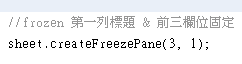 //frozen 第一列標題 & 前三欄位固定
sheet.createFreezePane(3, 1);